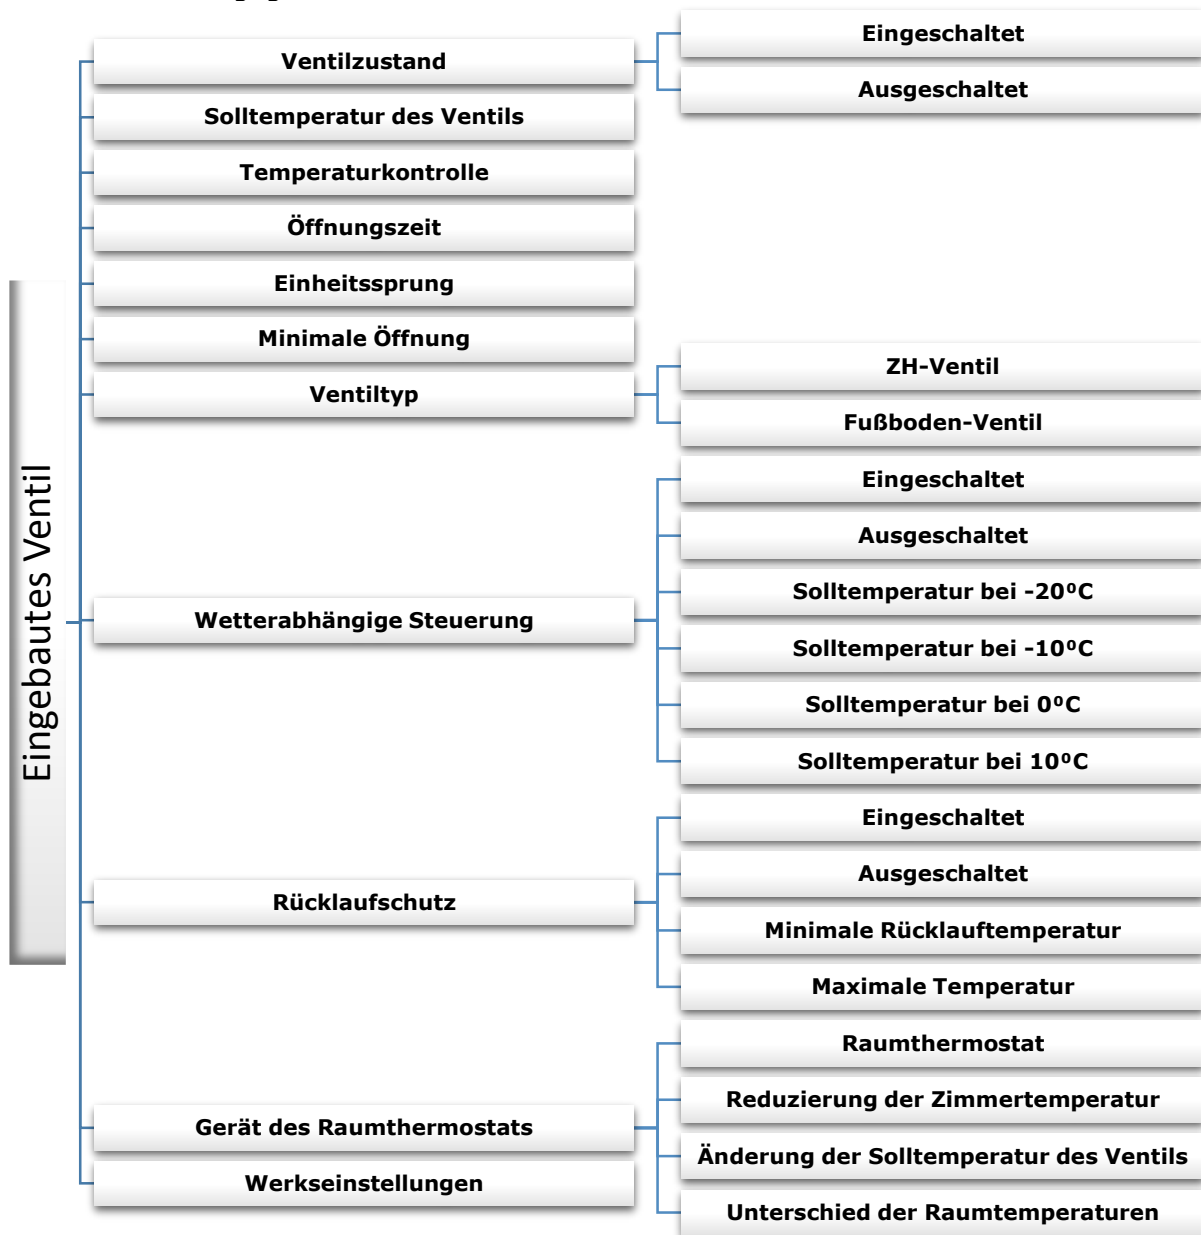 Eingebautes Ventil
Ventilzustand
Eingeschaltet
Ausgeschaltet
Solltemperatur des Ventils
Temperaturkontrolle
Öffnungszeit
Einheitssprung
Minimale Öffnung
Ventiltyp
ZH-Ventil
Fußboden-Ventil
Wetterabhängige Steuerung
Eingeschaltet
Ausgeschaltet
Solltemperatur bei -20ºC
Solltemperatur bei -10ºC
Solltemperatur bei 0ºC
Solltemperatur bei 10ºC
Rücklaufschutz
Eingeschaltet
Ausgeschaltet
Minimale Rücklauftemperatur
Maximale Temperatur
Gerät des Raumthermostats
Raumthermostat
Reduzierung der Zimmertemperatur
Änderung der Solltemperatur des Ventils
Unterschied der Raumtemperaturen
Werkseinstellungen